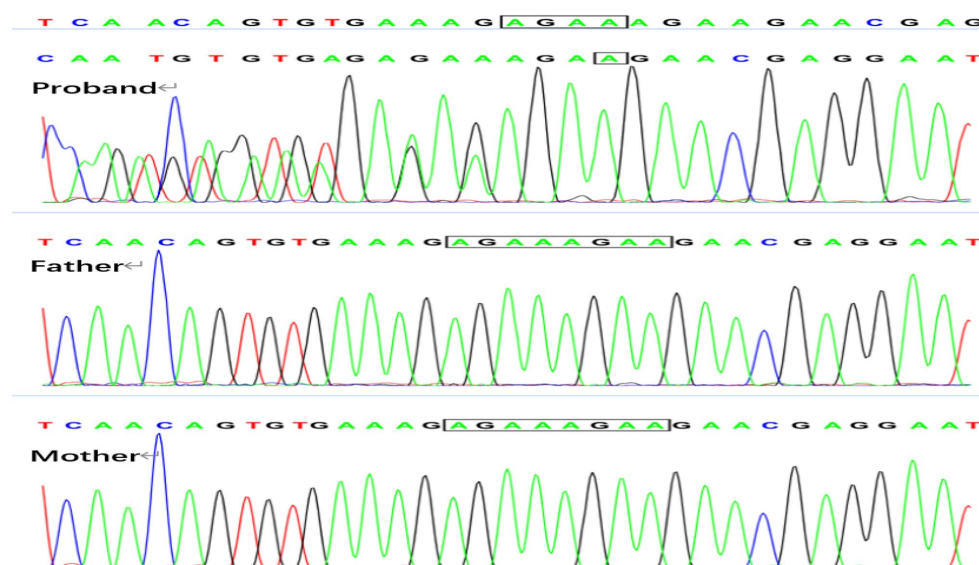 T C A A C A G T G T G A A A G A G A A A G A A G A A C G A G
C A A T G T G T G A G A G A A A G A A G A A C G A G G A A T
Proband↵
T C A A C A G T G T G A A A G A G A A A G A A G A A C G A G G A A T
Father↵
T C A A C A G T G T G A A A G A G A A A G A A G A A C G A G G A A T
Mother↵